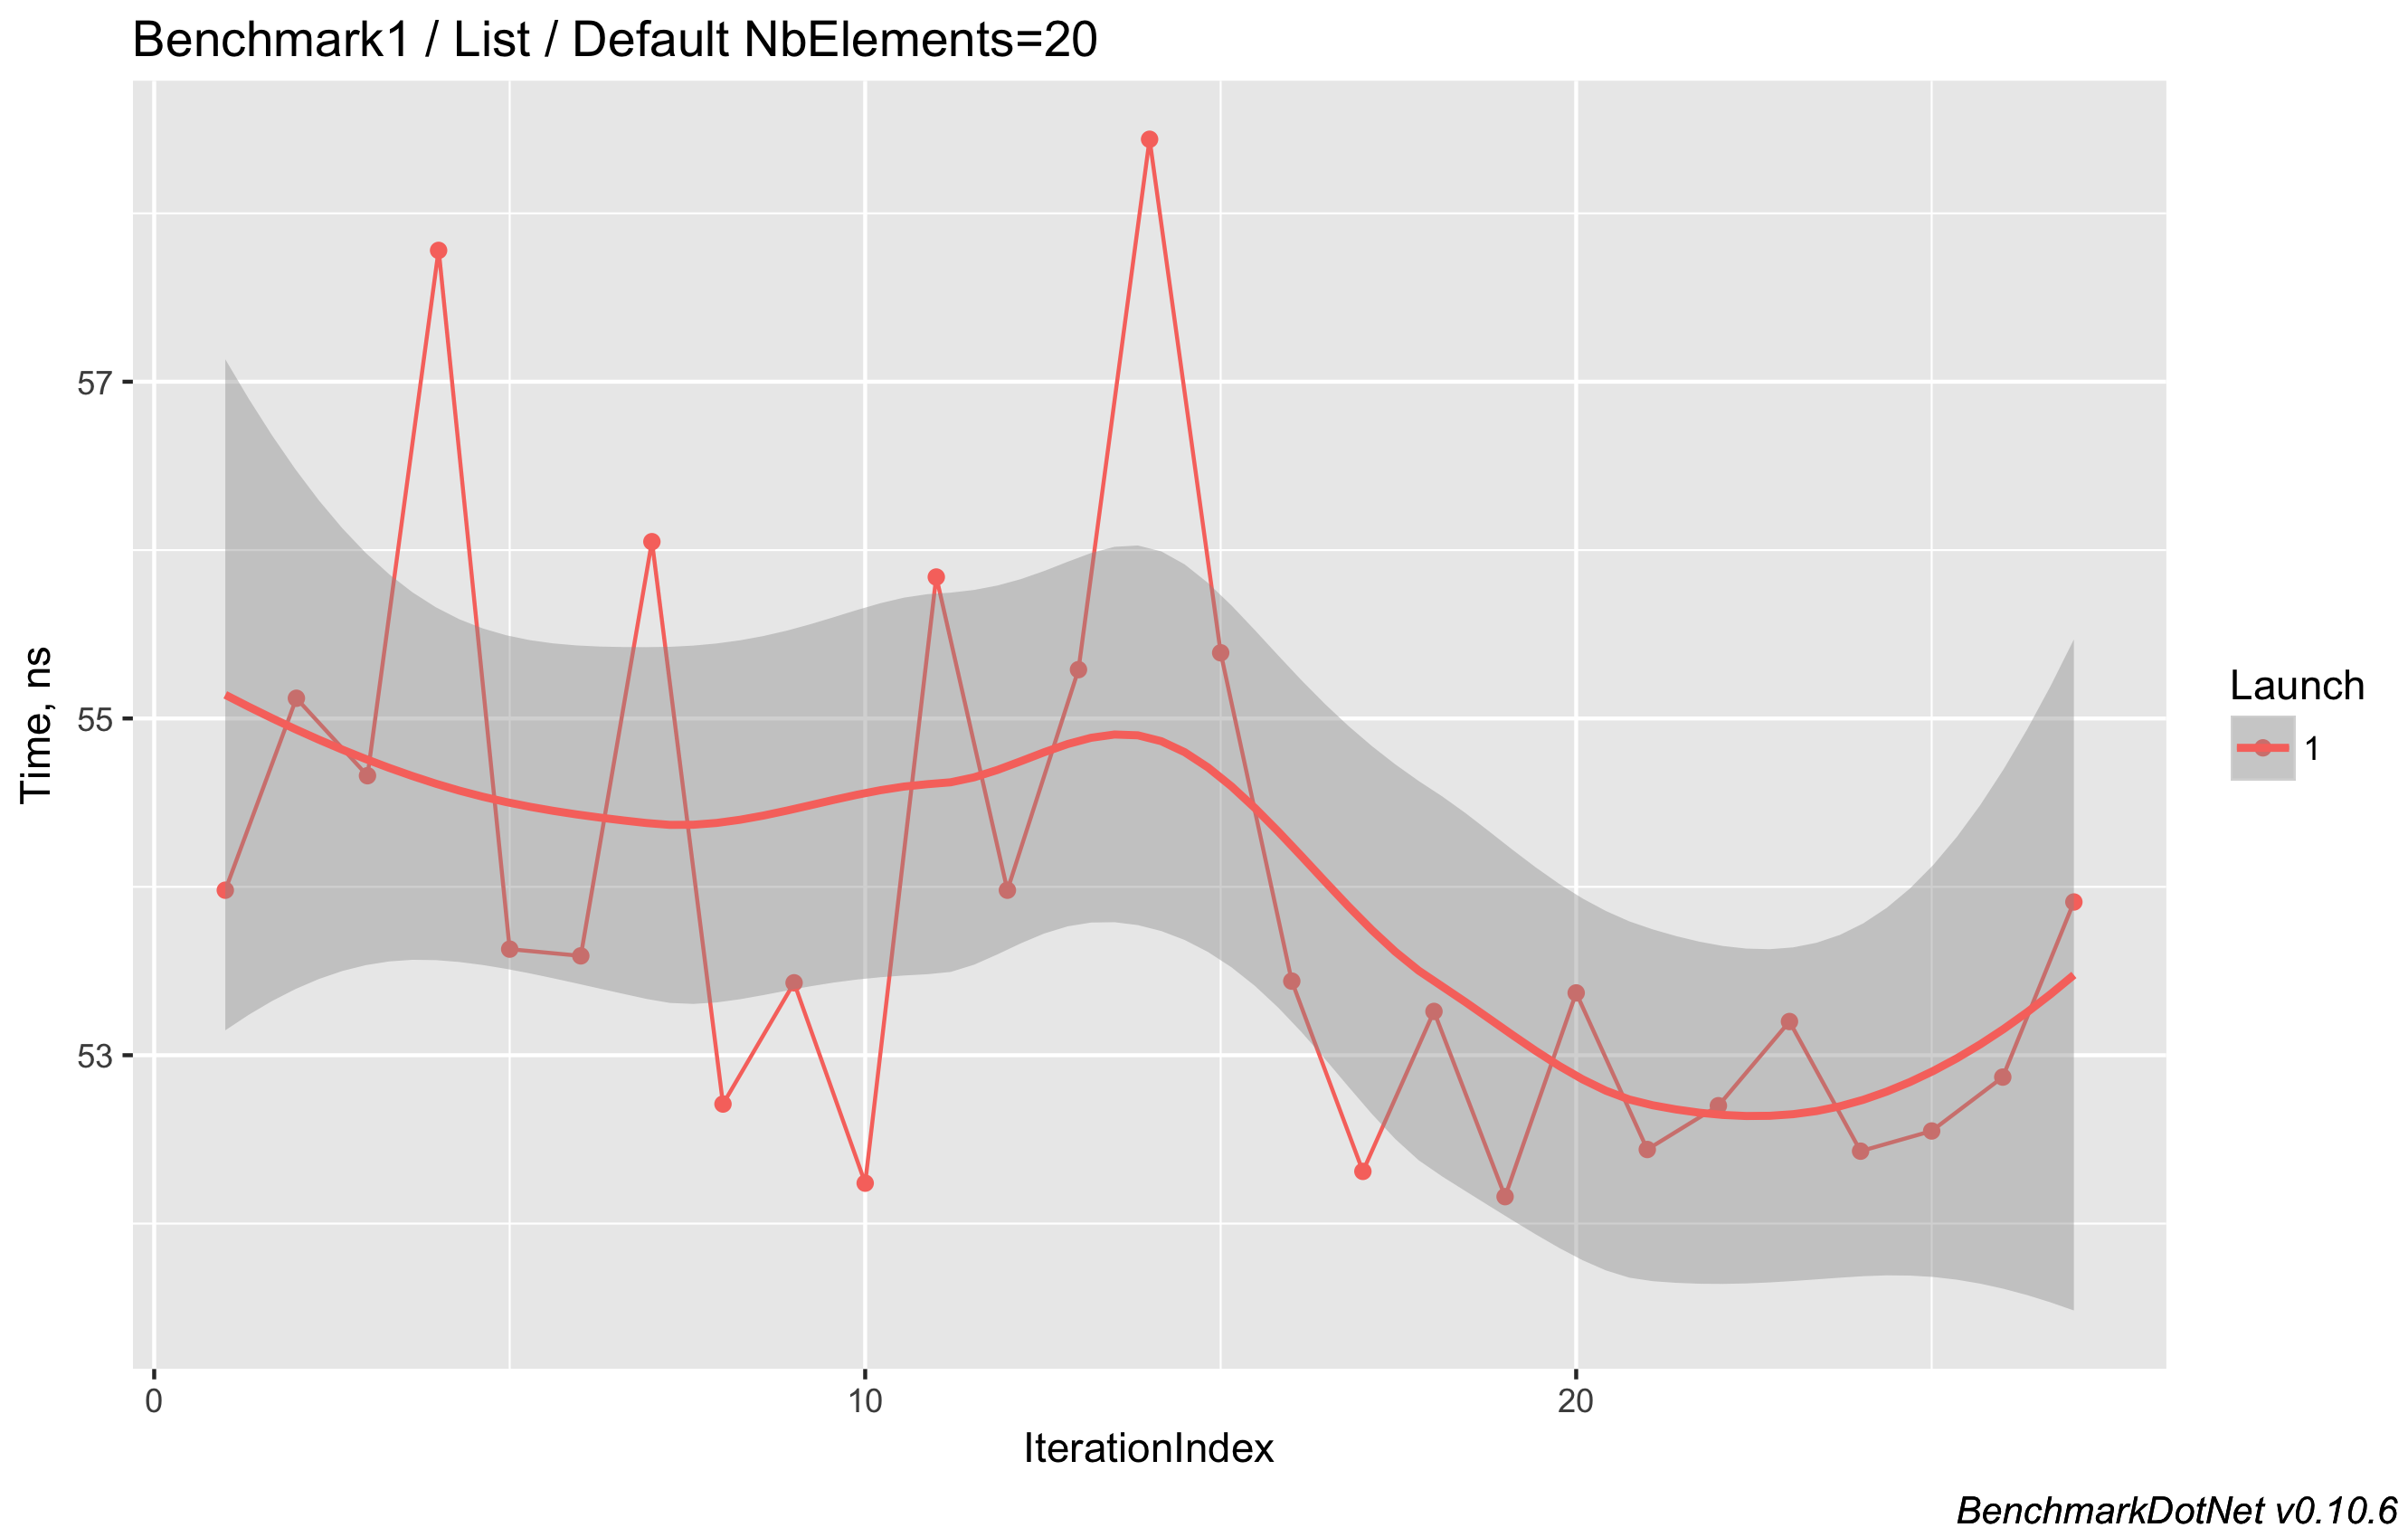 Benchmark1 / List / Default NbElements=20
57
55
53
Time, ns
0
10
20
IterationIndex
Launch
1
BenchmarkDotNet v0.10.6